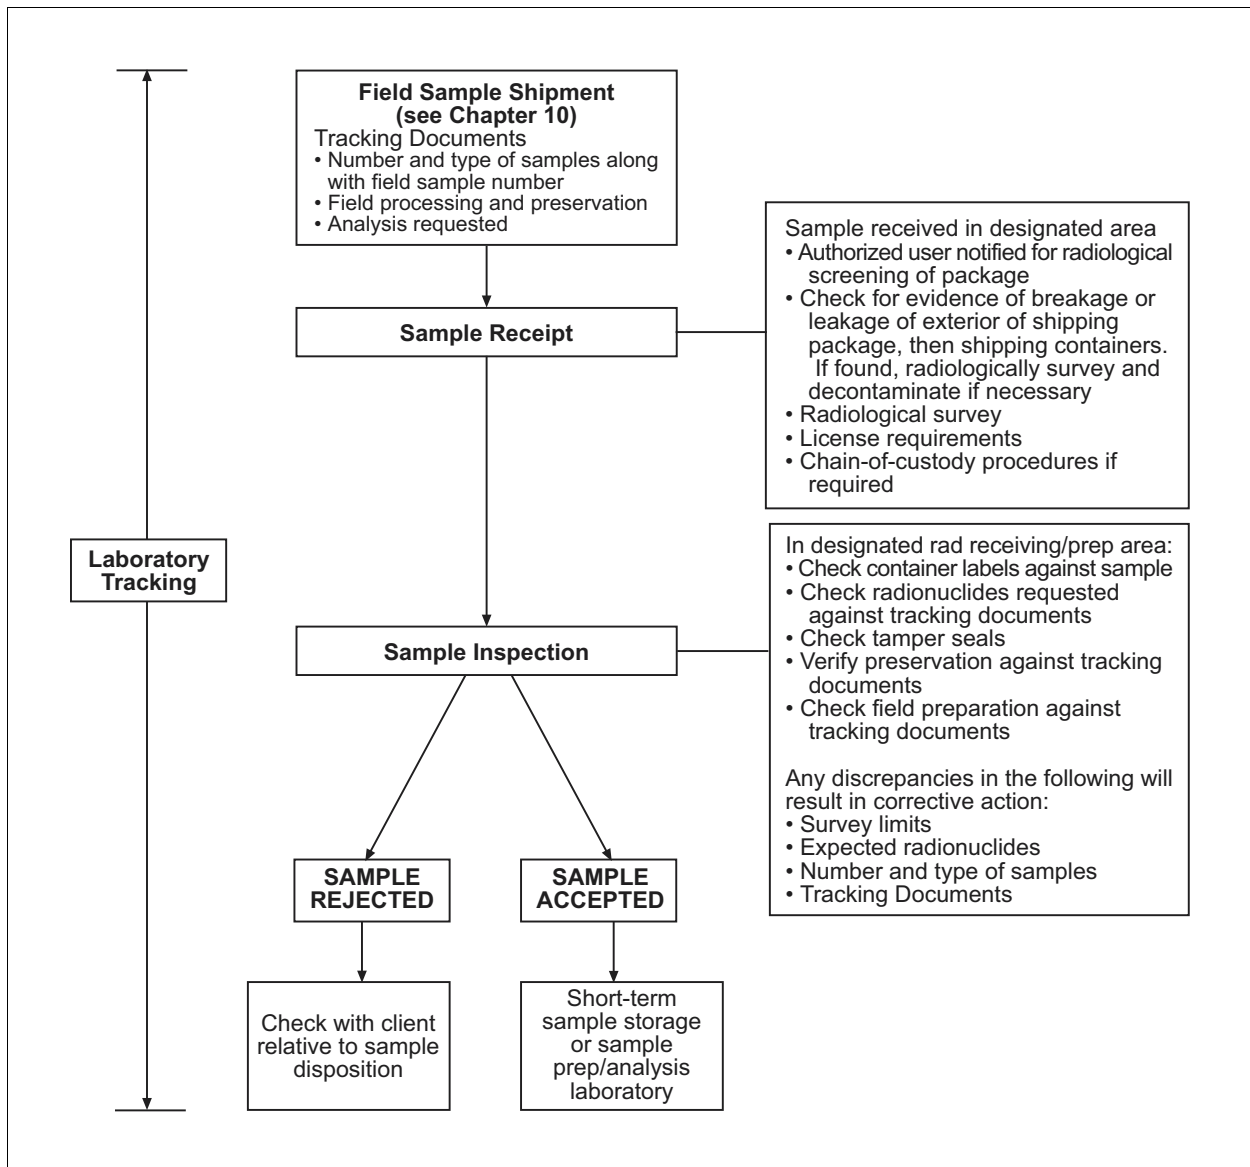 Field Sample Shipment
(see Chapter 10)
Tracking Documents
• Number and type of samples along
with field sample number
• Field processing and preservation
• Analysis requested
Sample Receipt
Sample received in designated area
• Authorized user notified for radiological
screening of package
• Check for evidence of breakage or
leakage of exterior of shipping
package, then shipping containers.
If found, radiologically survey and
decontaminate if necessary
• Radiological survey
• License requirements
• Chain-of-custody procedures if
required
Laboratory
Tracking
Sample Inspection
In designated rad receiving/prep area:
• Check container labels against sample
• Check radionuclides requested
against tracking documents
• Check tamper seals
• Verify preservation against tracking
documents
• Check field preparation against
tracking documents
Any discrepancies in the following will
result in corrective action:
• Survey limits
• Expected radionuclides
• Number and type of samples
• Tracking Documents
SAMPLE
REJECTED
SAMPLE
ACCEPTED
Check with client
relative to sample
disposition
Short-term
sample storage
or sample
prep/analysis
laboratory